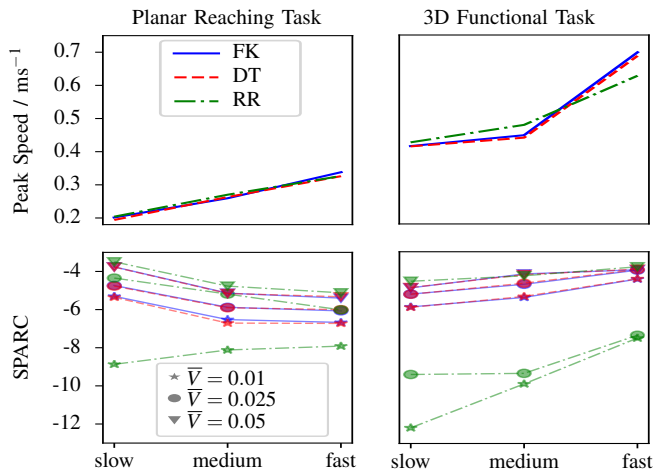 Planar Reaching Task
3D Functional Task
Peak Speed / ms⁻¹
0.7
0.6
0.5
0.4
0.3
0.2
FK
DT
RR
SPARC
-4
-6
-8
-10
-12
V̅ = 0.01
V̅ = 0.025
V̅ = 0.05
slow medium fast
slow medium fast